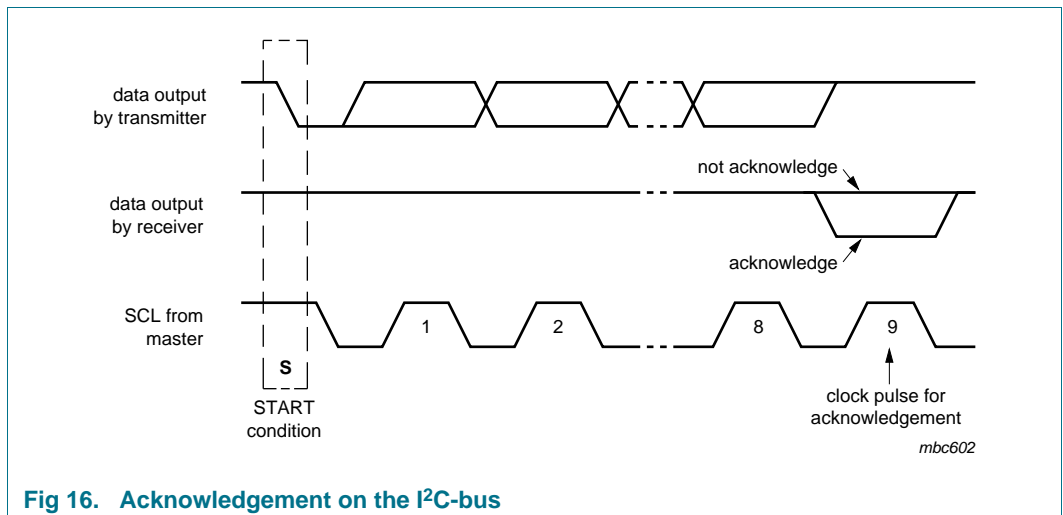 data output
by transmitter
not acknowledge
data output
by receiver
acknowledge
SCL from
master
1
2
8
9
S
START
condition
clock pulse for
acknowledgement
mbc602
Fig 16. Acknowledgement on the I²C-bus